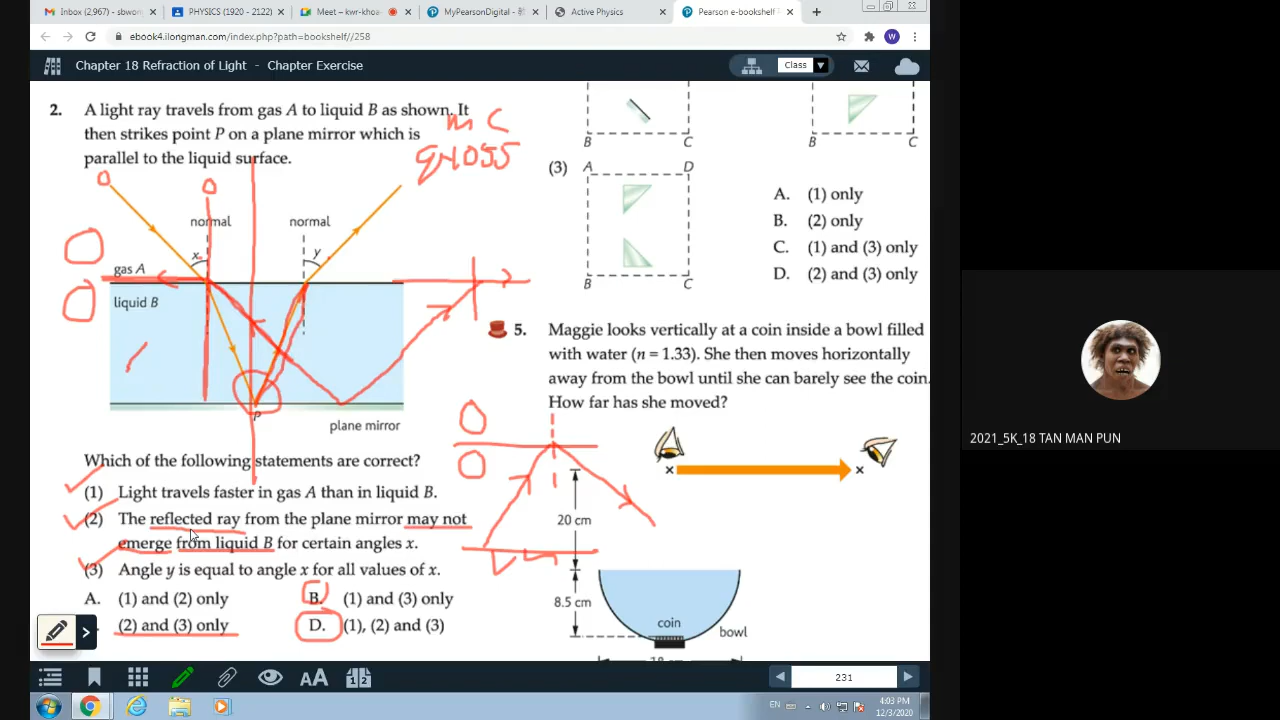 Inbox (2,967) - sbwon
PHYSICS (1920 - 2122)
Meet – kwr-khoa
MyPearsonDigital -
Active Physics
Pearson e-bookshelf
ebook4.ilongman.com/index.php?path=bookshelf//258
W
Chapter 18 Refraction of Light - Chapter Exercise
Class
2. A light ray travels from gas A to liquid B as shown. It
then strikes point P on a plane mirror which is
parallel to the liquid surface.
m C
normal
normal
x
y
gas A
liquid B
P
plane mirror
Which of the following statements are correct?
(1) Light travels faster in gas A than in liquid B.
(2) The reflected ray from the plane mirror may not
emerge from liquid B for certain angles x.
(3) Angle y is equal to angle x for all values of x.
A. (1) and (2) only
B. (1) and (3) only
(2) and (3) only
D. (1), (2) and (3)
B
C
B
C
(3)
A
D
B
C
A. (1) only
B. (2) only
C. (1) and (3) only
D. (2) and (3) only
5. Maggie looks vertically at a coin inside a bowl filled
with water (n = 1.33). She then moves horizontally
away from the bowl until she can barely see the coin.
How far has she moved?
20 cm
8.5 cm
coin
bowl
18 cm
AA
1 2
231
EN
4:03 PM
12/3/2020
2021_5K_18 TAN MAN PUN